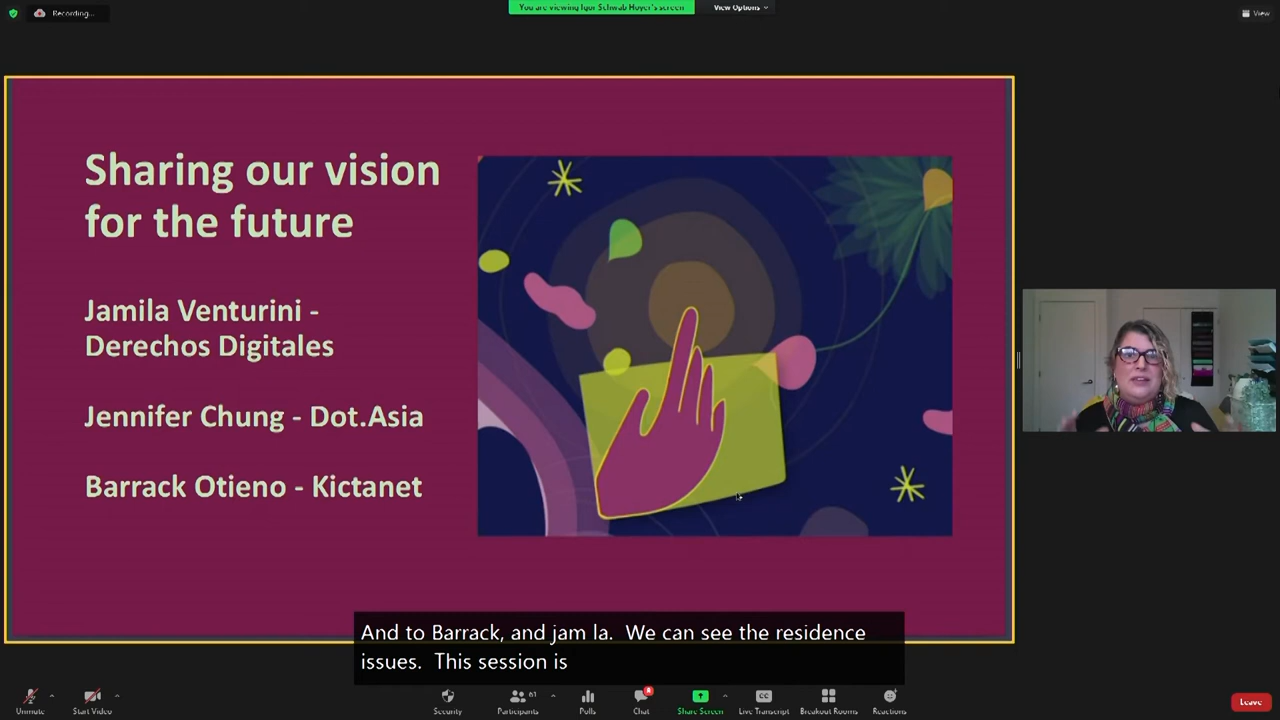 Recording...
You are viewing Igor Schwab Hoyer's screen
View Options
View
Sharing our vision
for the future
Jamila Venturini -
Derechos Digitales
Jennifer Chung - Dot.Asia
Barrack Otieno - Kictanet
And to Barrack, and jam la.  We can see the residence
issues.  This session is
Unmute
Start Video
Security
Participants
61
Polls
Chat
8
Share Screen
Live Transcript
Breakout Rooms
Reactions
Leave